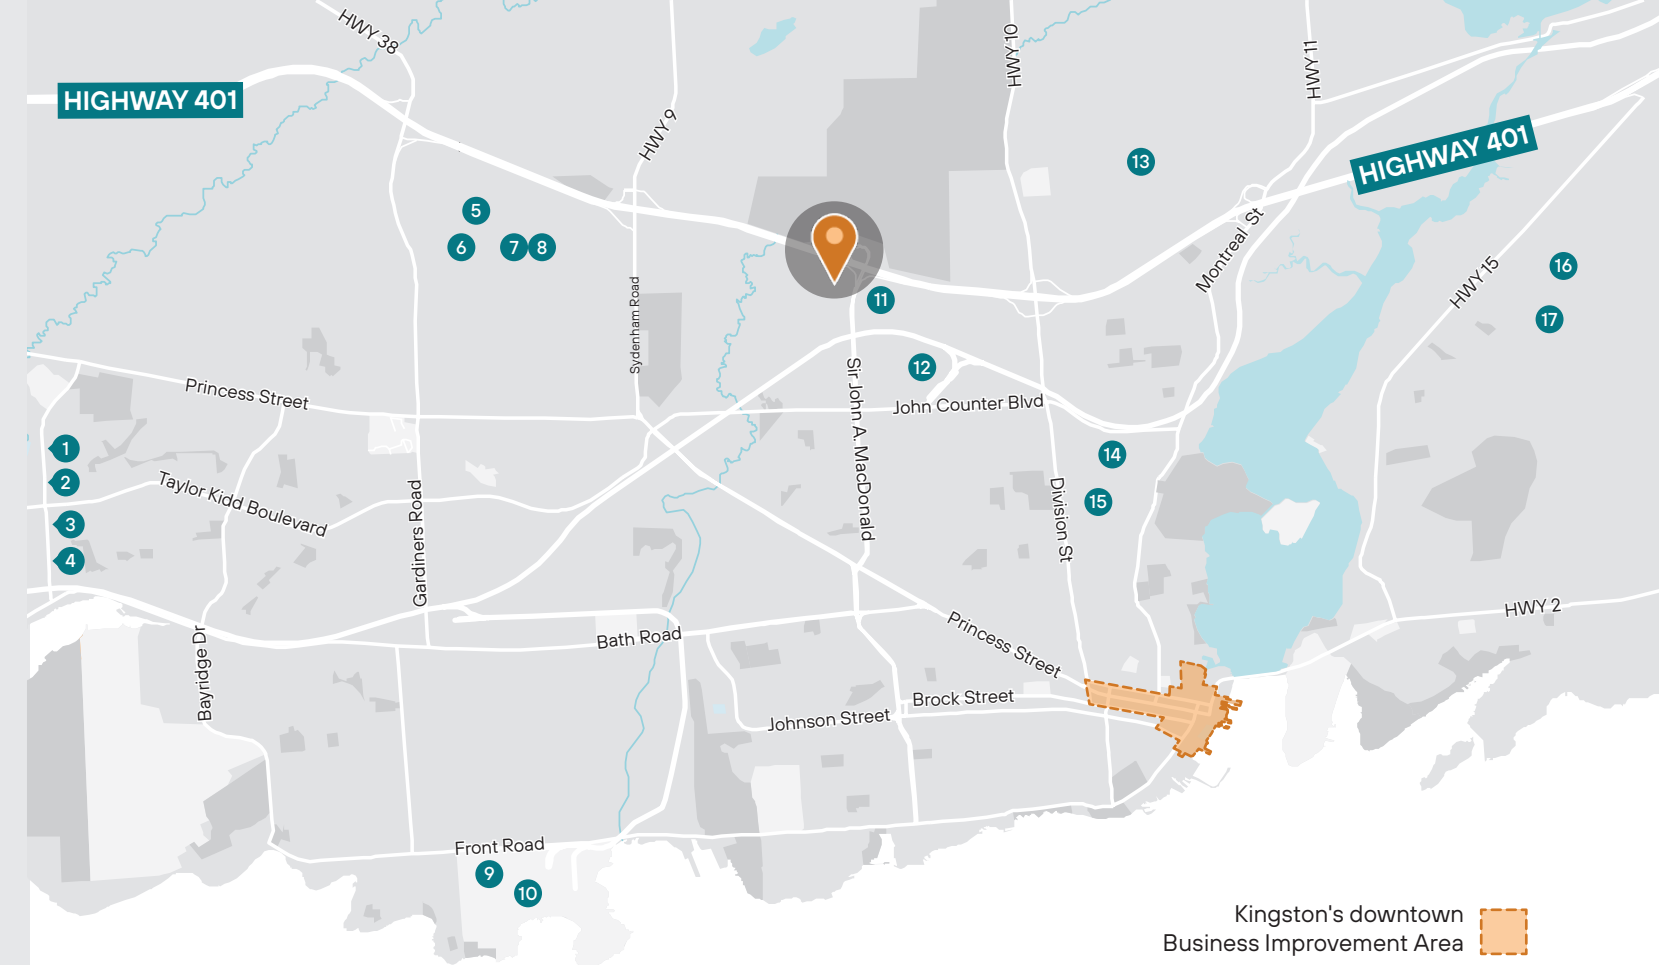 HWY 38
HWY 10
HWY 11
HIGHWAY 401
HWY 9
HIGHWAY 401
13
5
6
7
8
Montreal St
16
HWY 15
11
17
Sydenham Road
12
Princess Street
John Counter Blvd
Sir John A. MacDonald
1
2
14
15
Taylor Kidd Boulevard
3
4
Gardiners Road
Division St
HWY 2
Bath Road
Princess Street
Bayridge Dr
Brock Street
Johnson Street
Front Road
9
10
Kingston's downtown
Business Improvement Area